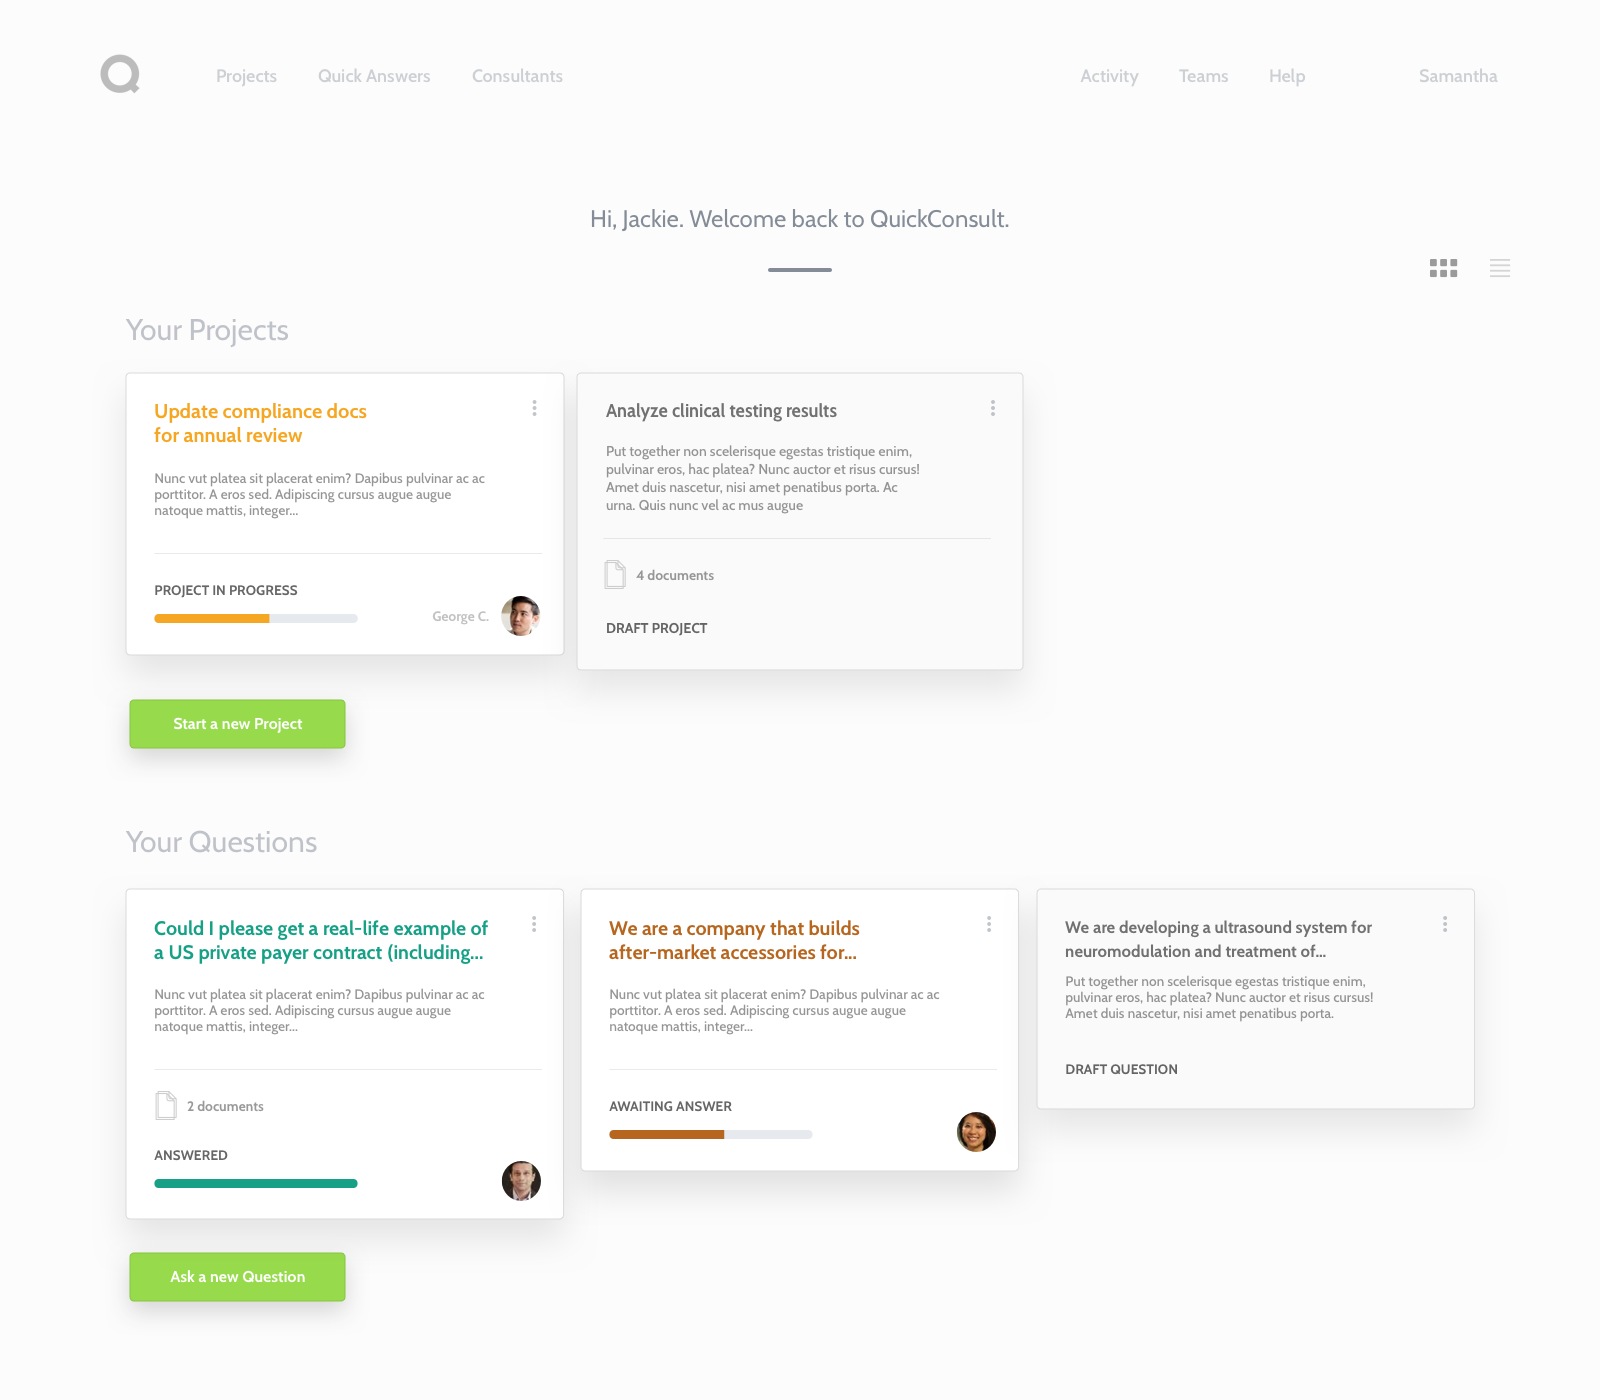 Q
Projects Quick Answers Consultants Activity Teams Help Samantha
Hi, Jackie. Welcome back to QuickConsult.
Your Projects
Update compliance docs
for annual review
Nunc vut platea sit placerat enim? Dapibus pulvinar ac ac
porttitor. A eros sed. Adipiscing cursus augue augue
natoque mattis, integer...
PROJECT IN PROGRESS
George C.
Analyze clinical testing results
Put together non scelerisque egestas tristique enim,
pulvinar eros, hac platea? Nunc auctor et risus cursus!
Amet duis nascetur, nisi amet penatibus porta. Ac
urna. Quis nunc vel ac mus augue
4 documents
DRAFT PROJECT
Start a new Project
Your Questions
Could I please get a real-life example of
a US private payer contract (including...
Nunc vut platea sit placerat enim? Dapibus pulvinar ac ac
porttitor. A eros sed. Adipiscing cursus augue augue
natoque mattis, integer...
2 documents
ANSWERED
We are a company that builds
after-market accessories for...
Nunc vut platea sit placerat enim? Dapibus pulvinar ac ac
porttitor. A eros sed. Adipiscing cursus augue augue
natoque mattis, integer...
AWAITING ANSWER
We are developing a ultrasound system for
neuromodulation and treatment of...
Put together non scelerisque egestas tristique enim,
pulvinar eros, hac platea? Nunc auctor et risus cursus!
Amet duis nascetur, nisi amet penatibus porta.
DRAFT QUESTION
Ask a new Question